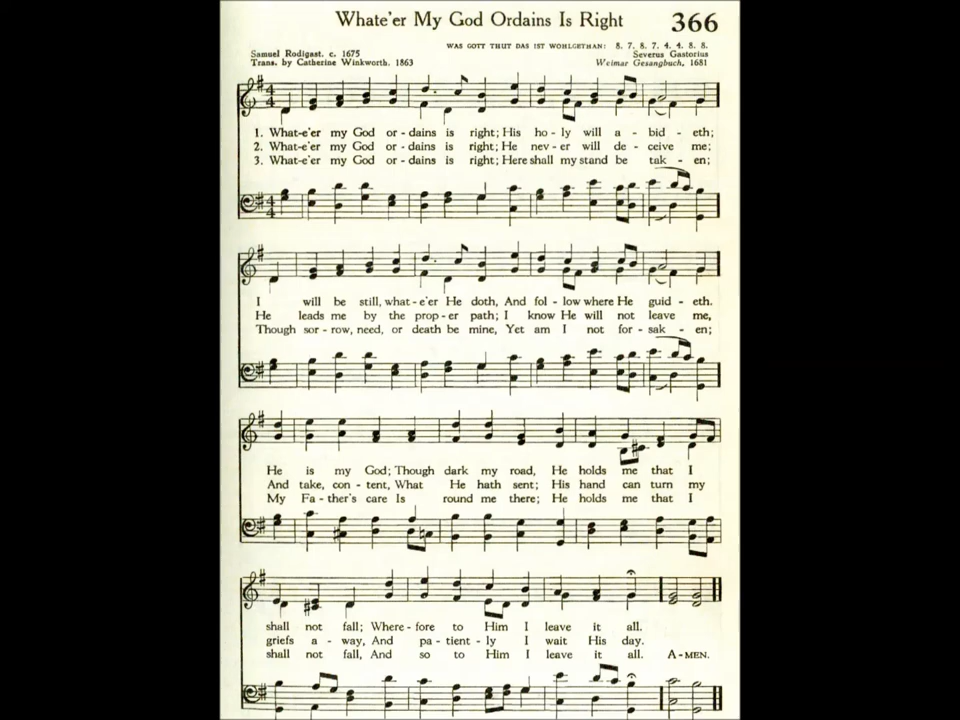 Whate'er My God Ordains Is Right 366
WAS GOTT THUT DAS IST WOHLGETHAN: 8. 7. 8. 7. 4. 4. 8. 8.
Samuel Rodigast. c. 1675 Severus Gastorius
Trans. by Catherine Winkworth. 1863 Weimar Gesangbuch, 1681
1. What-e'er my God or-dains is right; His ho-ly will a-bid-eth;
2. What-e'er my God or-dains is right; He nev-er will de-ceive me;
3. What-e'er my God or-dains is right; Here shall my stand be tak-en;
I will be still, what-e'er He doth, And fol-low where He guid-eth.
He leads me by the prop-er path; I know He will not leave me,
Though sor-row, need, or death be mine, Yet am I not for-sak-en;
He is my God; Though dark my road, He holds me that I
And take, con-tent, What He hath sent; His hand can turn my
My Fa-ther's care Is round me there; He holds me that I
shall not fall; Where-fore to Him I leave it all.
griefs a-way, And pa-tient-ly I wait His day.
shall not fall, And so to Him I leave it all. A-MEN.